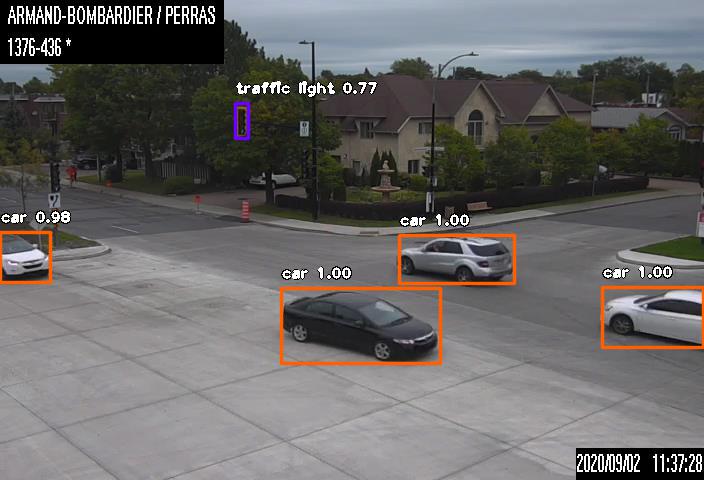 ARMAND-BOMBARDIER / PERRAS
1376-436 *
traffic light 0.77
car 0.98
car 1.00
car 1.00
car 1.00
2020/09/02 11:37:28